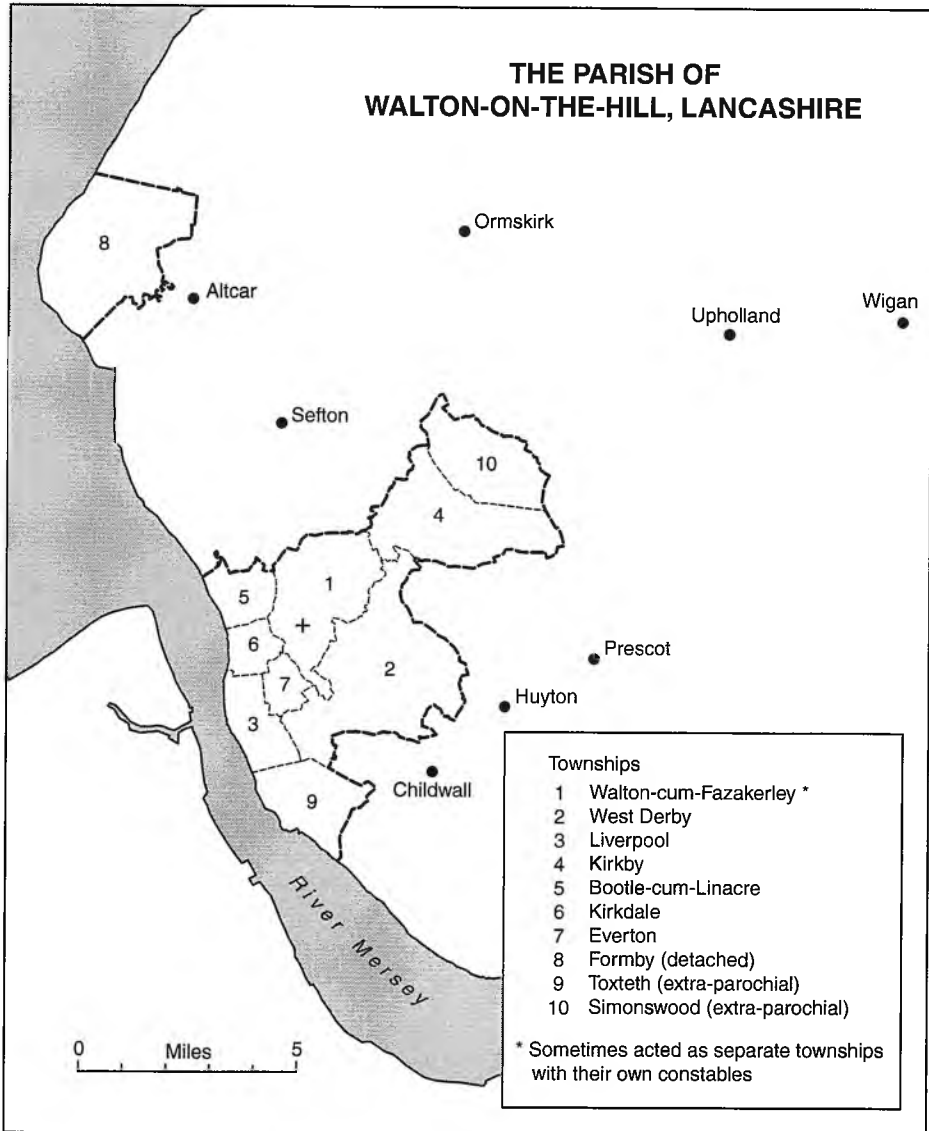 THE PARISH OF
WALTON-ON-THE-HILL, LANCASHIRE
8
Ormskirk
Altcar
Upholland
Wigan
Sefton
10
4
1
5
6
2
Prescot
7
Huyton
3
Childwall
9
River Mersey
0 5
Miles
Townships
1 Walton-cum-Fazakerley *
2 West Derby
3 Liverpool
4 Kirkby
5 Bootle-cum-Linacre
6 Kirkdale
7 Everton
8 Formby (detached)
9 Toxteth (extra-parochial)
10 Simonswood (extra-parochial)
* Sometimes acted as separate townships
with their own constables